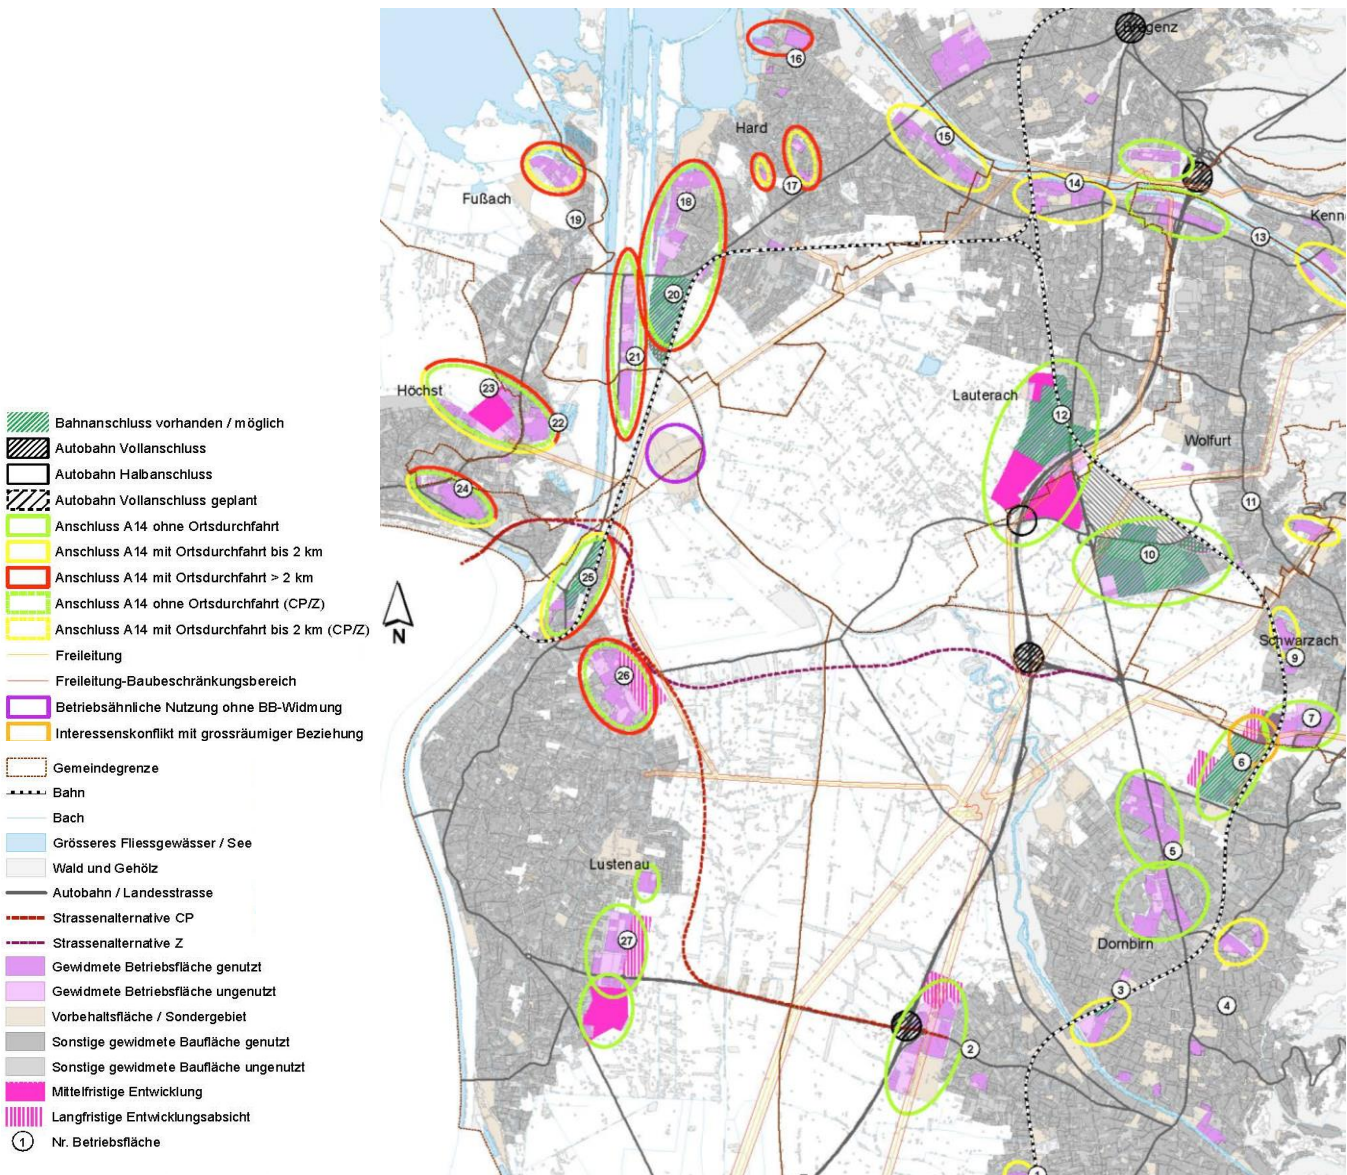 Bahnanschluss vorhanden / möglich
Autobahn Vollanschluss
Autobahn Halbanschluss
Autobahn Vollanschluss geplant
Anschluss A14 ohne Ortsdurchfahrt
Anschluss A14 mit Ortsdurchfahrt bis 2 km
Anschluss A14 mit Ortsdurchfahrt > 2 km
Anschluss A14 ohne Ortsdurchfahrt (CP/Z)
Anschluss A14 mit Ortsdurchfahrt bis 2 km (CP/Z)
Freileitung
Freileitung-Baubeschränkungsbereich
Betriebsähnliche Nutzung ohne BB-Widmung
Interessenskonflikt mit grossräumiger Beziehung
Gemeindegrenze
Bahn
Bach
Grösseres Fliessgewässer / See
Wald und Gehölz
Autobahn / Landesstrasse
Strassenalternative CP
Strassenalternative Z
Gewidmete Betriebsfläche genutzt
Gewidmete Betriebsfläche ungenutzt
Vorbehaltsfläche / Sondergebiet
Sonstige gewidmete Baufläche genutzt
Sonstige gewidmete Baufläche ungenutzt
Mittelfristige Entwicklung
Langfristige Entwicklungsabsicht
1 Nr. Betriebsfläche
N
Bregenz
16
Hard
15
17
14
18
Fußach
19
13
Kenn
20
21
23
Höchst
22
Lauterach
12
Wolfurt
24
11
10
25
Schwarzach
9
26
7
6
5
Lustenau
27
Dornbirn
3
4
2